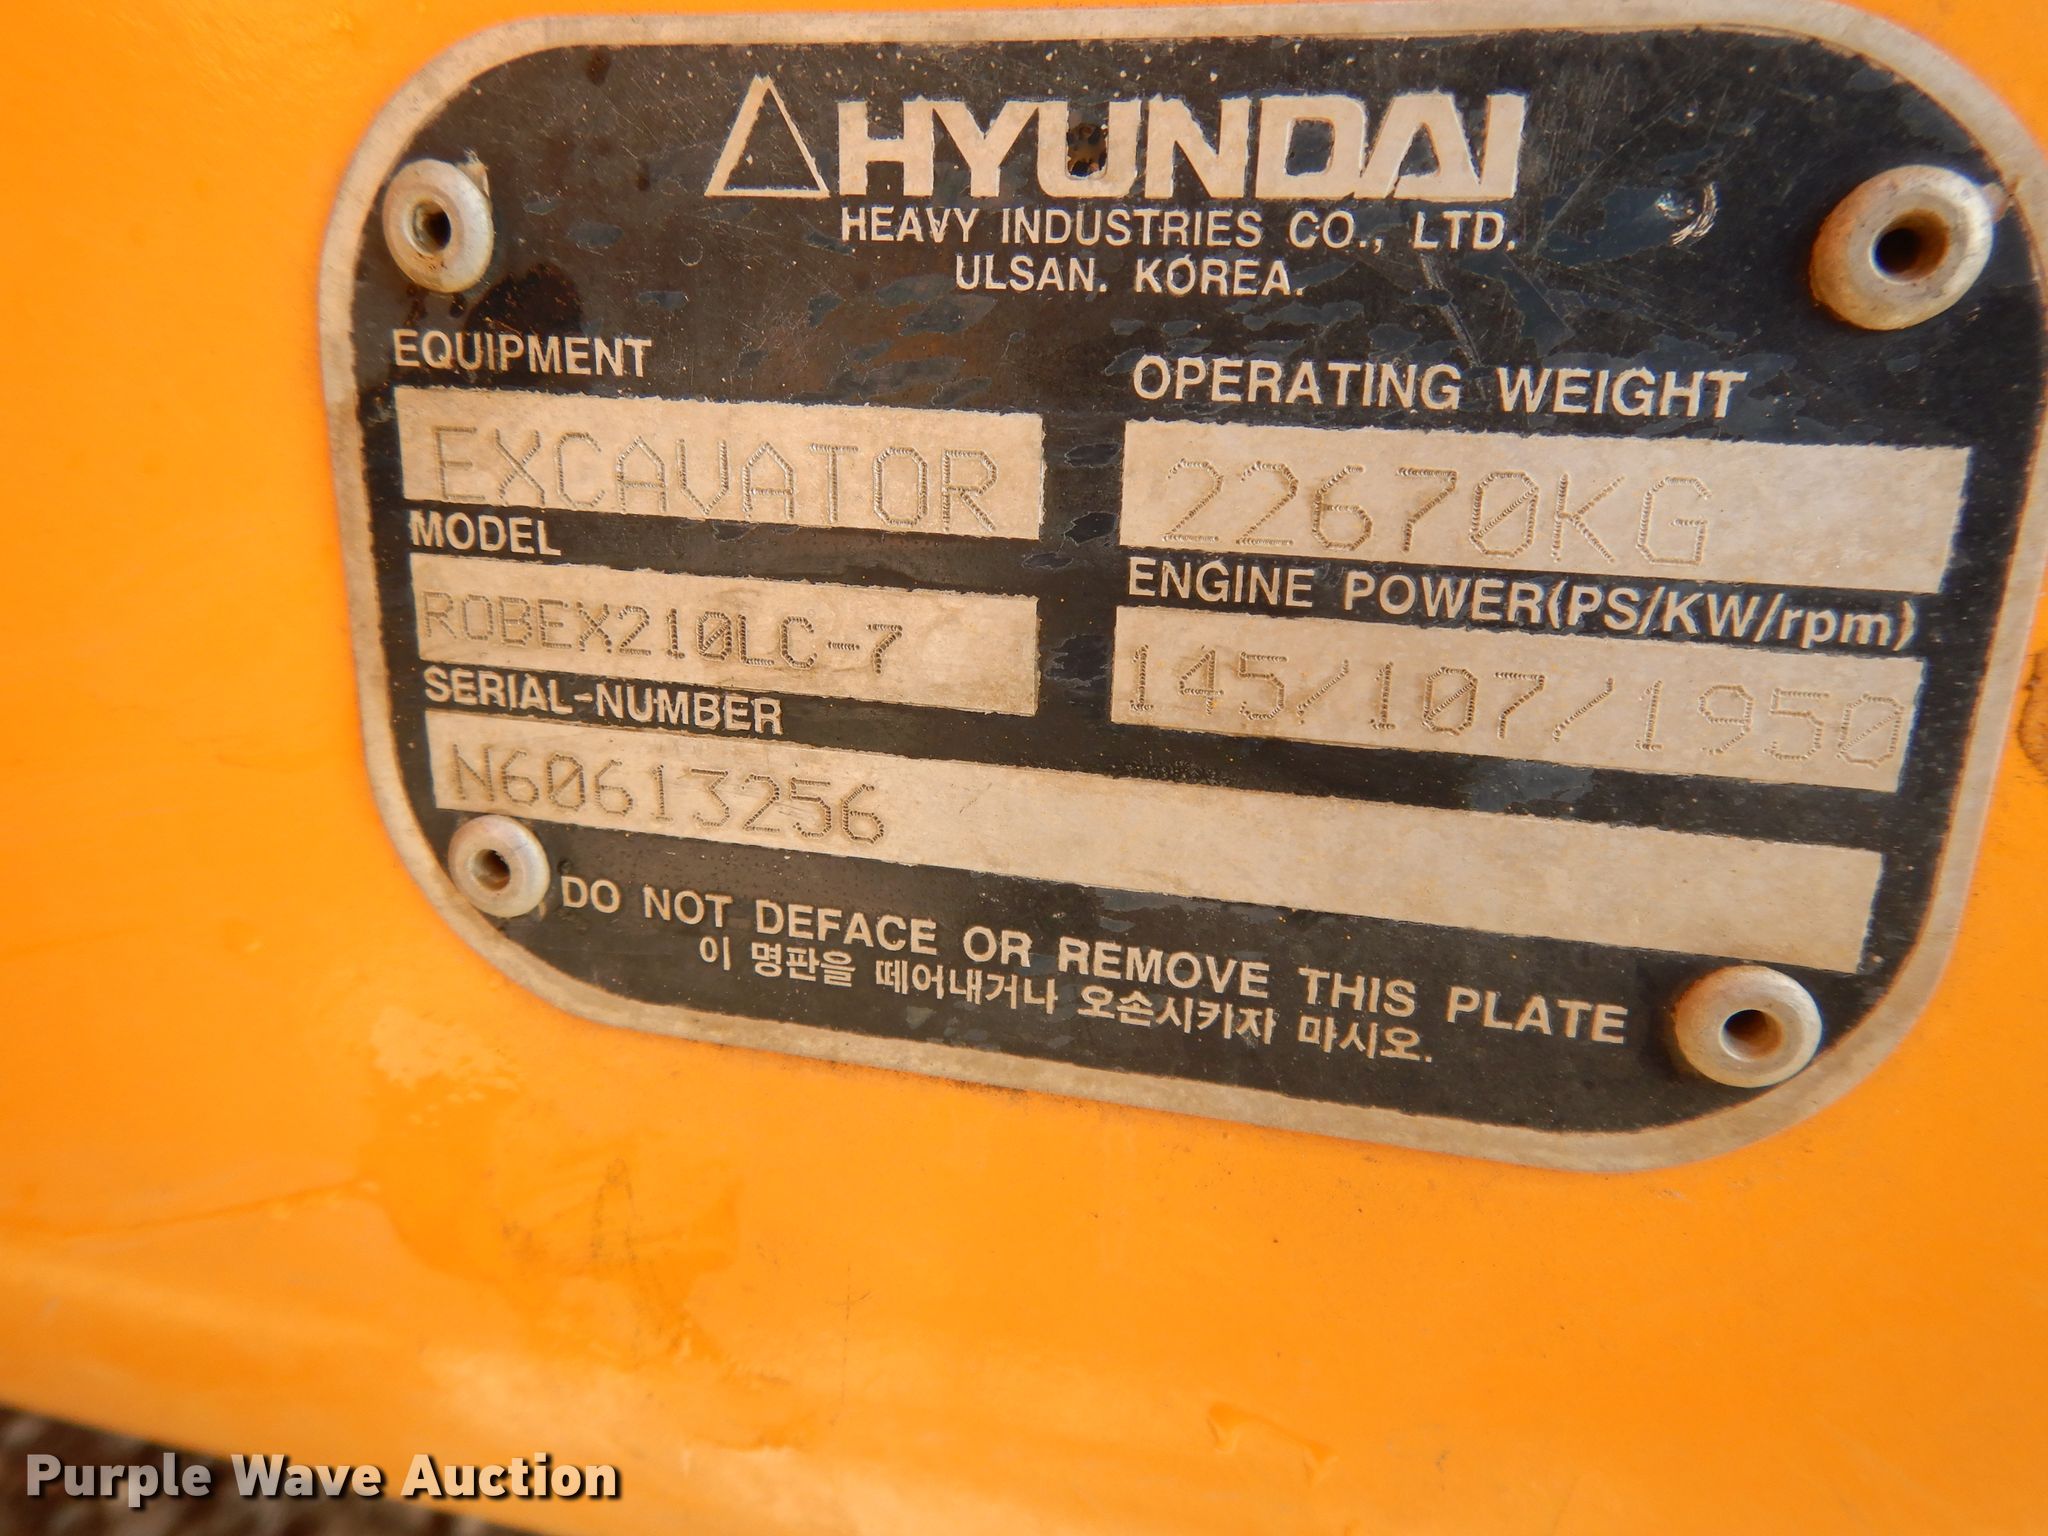 HYUNDAI
HEAVY INDUSTRIES CO., LTD.
ULSAN. KOREA.
EQUIPMENT
EXCAVATOR
MODEL
ROBEX210LC-7
SERIAL-NUMBER
N60613256
OPERATING WEIGHT
22670KG
ENGINE POWER(PS/KW/rpm)
145/107/1950
DO NOT DEFACE OR REMOVE THIS PLATE
이 명판을 떼어내거나 오손시키자 마시오.
Purple Wave Auction